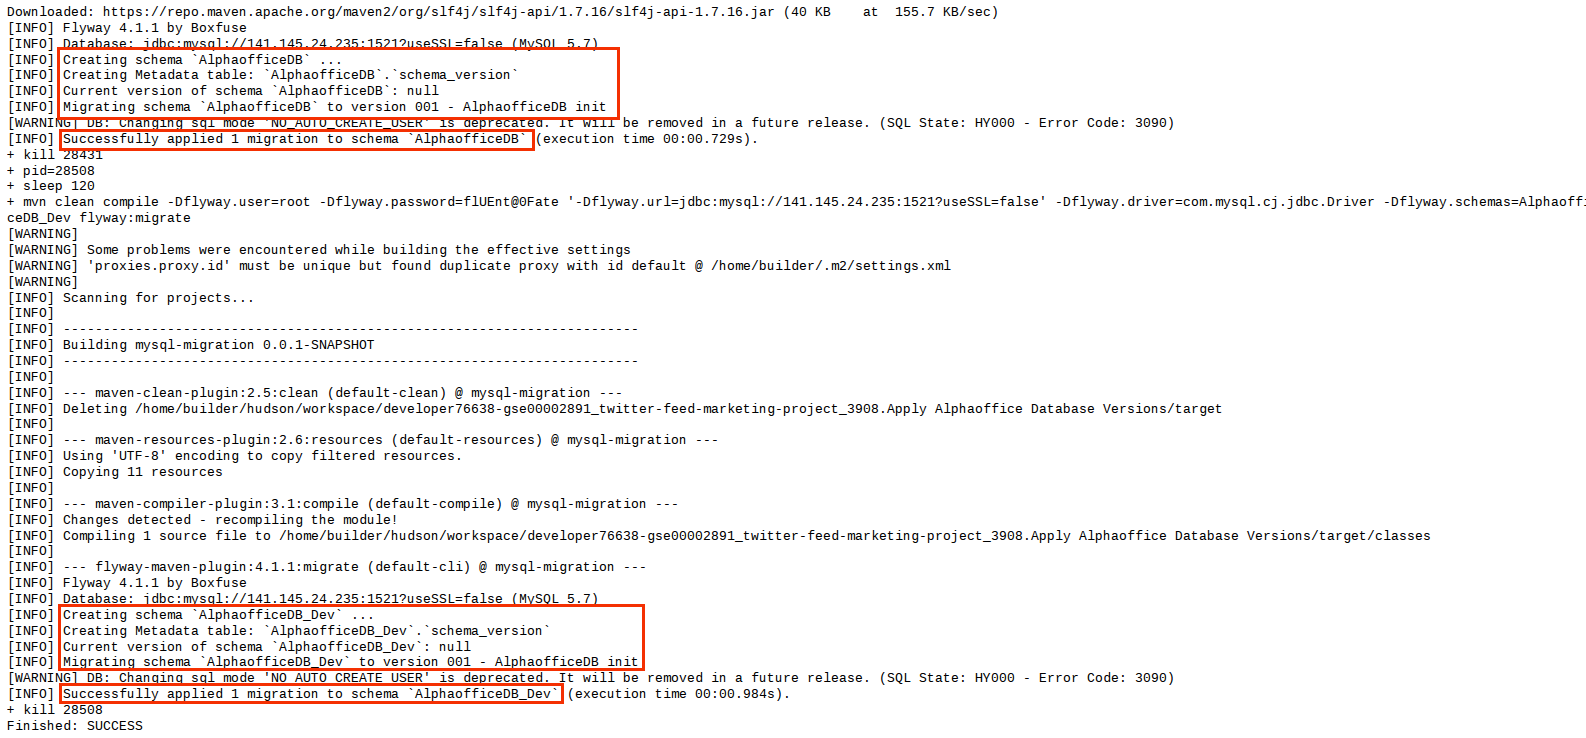 Downloaded: https://repo.maven.apache.org/maven2/org/slf4j/slf4j-api/1.7.16/slf4j-api-1.7.16.jar (40 KB    at  155.7 KB/sec)
[INFO] Flyway 4.1.1 by Boxfuse
[INFO] Database: jdbc:mysql://141.145.24.235:1521?useSSL=false (MySQL 5.7)
[INFO] Creating schema `AlphaofficeDB` ...
[INFO] Creating Metadata table: `AlphaofficeDB`.`schema_version`
[INFO] Current version of schema `AlphaofficeDB`: null
[INFO] Migrating schema `AlphaofficeDB` to version 001 - AlphaofficeDB init
[WARNING] DB: Changing sql mode 'NO_AUTO_CREATE_USER' is deprecated. It will be removed in a future release. (SQL State: HY000 - Error Code: 3090)
[INFO] Successfully applied 1 migration to schema `AlphaofficeDB` (execution time 00:00.729s).
+ kill 28431
+ pid=28508
+ sleep 120
+ mvn clean compile -Dflyway.user=root -Dflyway.password=flUEnt@0Fate '-Dflyway.url=jdbc:mysql://141.145.24.235:1521?useSSL=false' -Dflyway.driver=com.mysql.cj.jdbc.Driver -Dflyway.schemas=Alphaoffi
ceDB_Dev flyway:migrate
[WARNING]
[WARNING] Some problems were encountered while building the effective settings
[WARNING] 'proxies.proxy.id' must be unique but found duplicate proxy with id default @ /home/builder/.m2/settings.xml
[WARNING]
[INFO] Scanning for projects...
[INFO]
[INFO] ------------------------------------------------------------------------
[INFO] Building mysql-migration 0.0.1-SNAPSHOT
[INFO] ------------------------------------------------------------------------
[INFO]
[INFO] --- maven-clean-plugin:2.5:clean (default-clean) @ mysql-migration ---
[INFO] Deleting /home/builder/hudson/workspace/developer76638-gse00002891_twitter-feed-marketing-project_3908.Apply Alphaoffice Database Versions/target
[INFO]
[INFO] --- maven-resources-plugin:2.6:resources (default-resources) @ mysql-migration ---
[INFO] Using 'UTF-8' encoding to copy filtered resources.
[INFO] Copying 11 resources
[INFO]
[INFO] --- maven-compiler-plugin:3.1:compile (default-compile) @ mysql-migration ---
[INFO] Changes detected - recompiling the module!
[INFO] Compiling 1 source file to /home/builder/hudson/workspace/developer76638-gse00002891_twitter-feed-marketing-project_3908.Apply Alphaoffice Database Versions/target/classes
[INFO]
[INFO] --- flyway-maven-plugin:4.1.1:migrate (default-cli) @ mysql-migration ---
[INFO] Flyway 4.1.1 by Boxfuse
[INFO] Database: jdbc:mysql://141.145.24.235:1521?useSSL=false (MySQL 5.7)
[INFO] Creating schema `AlphaofficeDB_Dev` ...
[INFO] Creating Metadata table: `AlphaofficeDB_Dev`.`schema_version`
[INFO] Current version of schema `AlphaofficeDB_Dev`: null
[INFO] Migrating schema `AlphaofficeDB_Dev` to version 001 - AlphaofficeDB init
[WARNING] DB: Changing sql mode 'NO_AUTO_CREATE_USER' is deprecated. It will be removed in a future release. (SQL State: HY000 - Error Code: 3090)
[INFO] Successfully applied 1 migration to schema `AlphaofficeDB_Dev` (execution time 00:00.984s).
+ kill 28508
Finished: SUCCESS